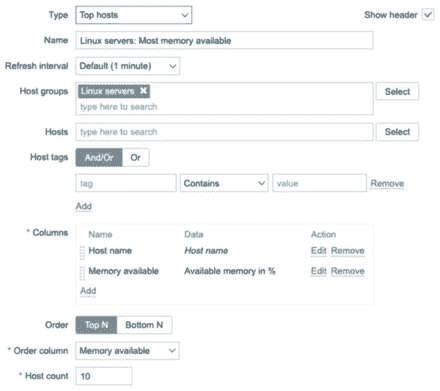 Type Top hosts Show header
Name Linux servers: Most memory available
Refresh interval Default (1 minute)
Host groups Linux servers Select
type here to search
Hosts type here to search Select
Host tags And/Or Or
tag Contains value Remove
Add
* Columns Name Data Action
Host name Host name Edit Remove
Memory available Available memory in % Edit Remove
Add
Order Top N Bottom N
* Order column Memory available
* Host count 10